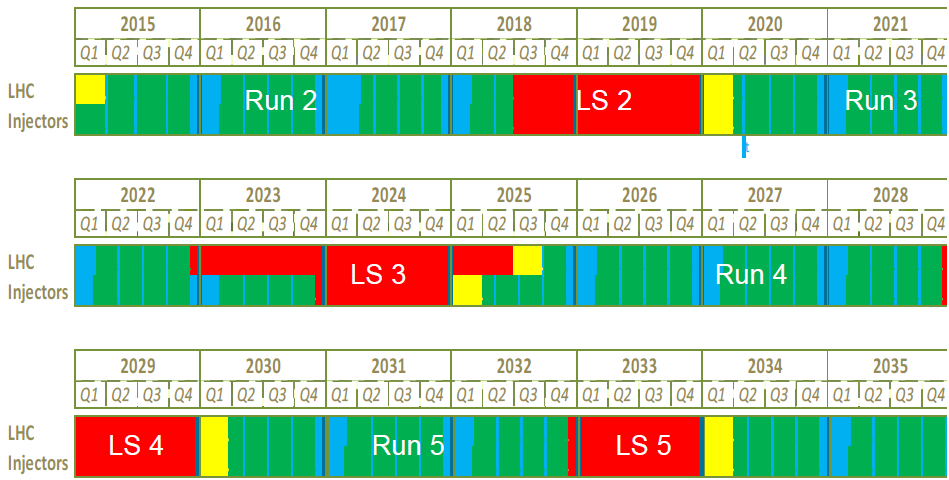 2015 2016 2017 2018 2019 2020 2021
Q1 Q2 Q3 Q4 Q1 Q2 Q3 Q4 Q1 Q2 Q3 Q4 Q1 Q2 Q3 Q4 Q1 Q2 Q3 Q4 Q1 Q2 Q3 Q4 Q1 Q2 Q3 Q4
LHC Run 2 LS 2 Run 3
Injectors
2022 2023 2024 2025 2026 2027 2028
Q1 Q2 Q3 Q4 Q1 Q2 Q3 Q4 Q1 Q2 Q3 Q4 Q1 Q2 Q3 Q4 Q1 Q2 Q3 Q4 Q1 Q2 Q3 Q4 Q1 Q2 Q3 Q4
LHC LS 3 Run 4
Injectors
2029 2030 2031 2032 2033 2034 2035
Q1 Q2 Q3 Q4 Q1 Q2 Q3 Q4 Q1 Q2 Q3 Q4 Q1 Q2 Q3 Q4 Q1 Q2 Q3 Q4 Q1 Q2 Q3 Q4 Q1 Q2 Q3 Q4
LHC LS 4 Run 5 LS 5
Injectors